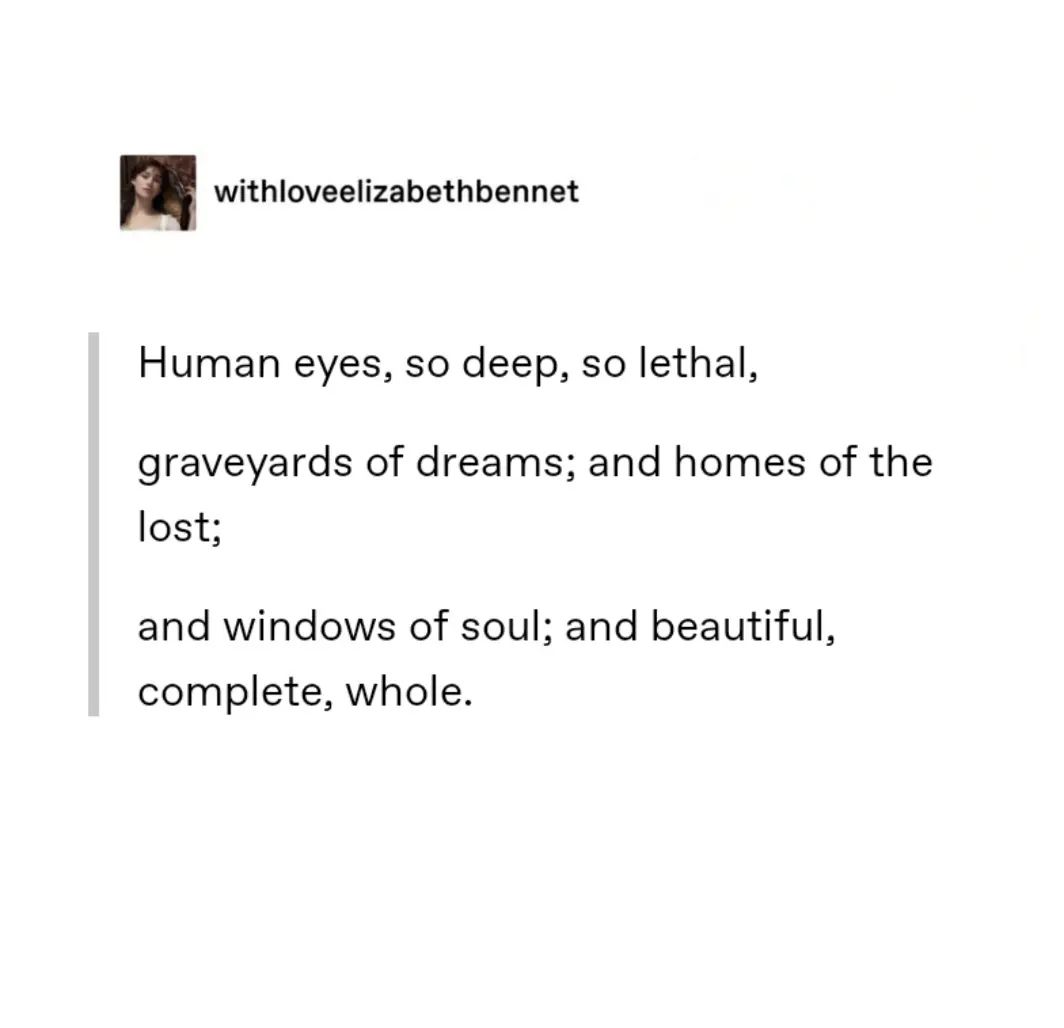 withloveelizabethbennet
Human eyes, so deep, so lethal,
graveyards of dreams; and homes of the
lost;
and windows of soul; and beautiful,
complete, whole.